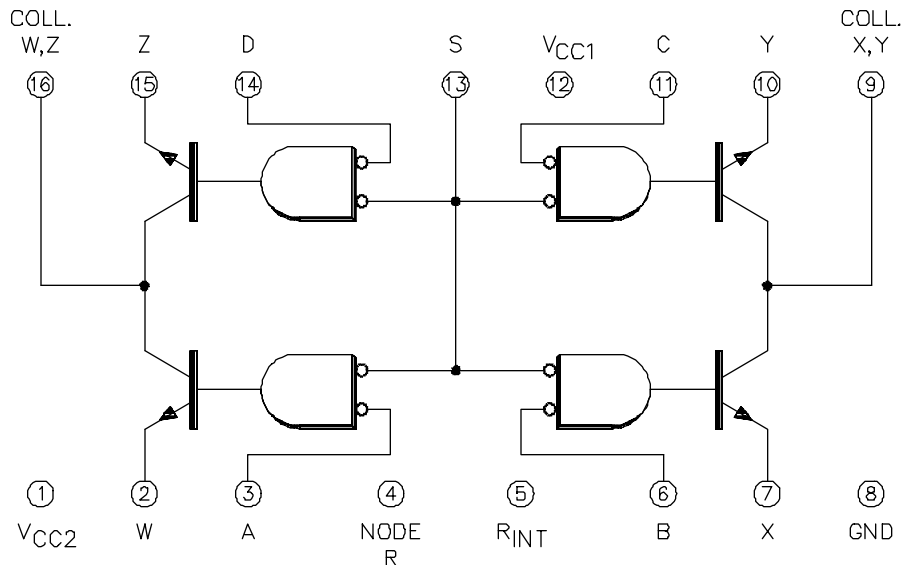 COLL. COLL.
W,Z Z D S VCC1 C Y X,Y
16 15 14 13 12 11 10 9
1 2 3 4 5 6 7 8
VCC2 W A NODE RINT B X GND
R